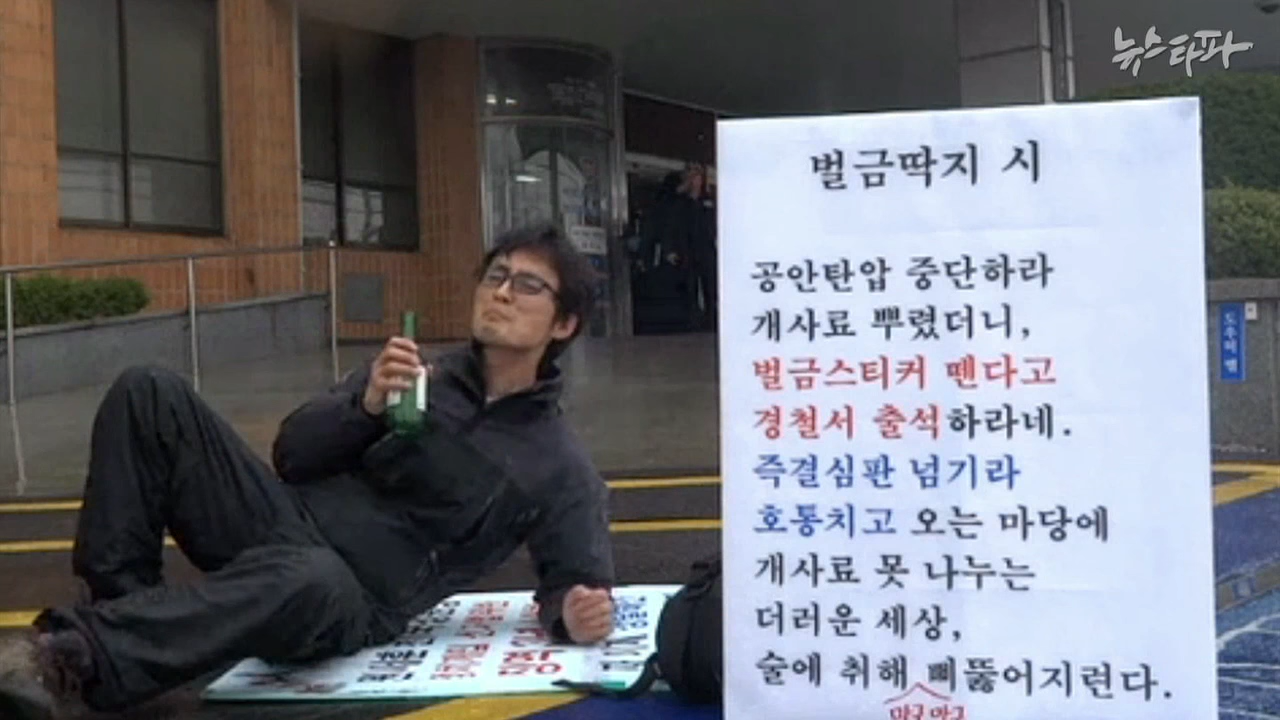 뉴스타파
벌금딱지 시
공안탄압 중단하라
개사료 뿌렸더니,
벌금스티커 뗀다고
경철서 출석하라네.
즉결심판 넘기라
호통치고 오는 마당에
개사료 못 나누는
더러운 세상,
술에 취해 삐뚫어지련다.
마구마구